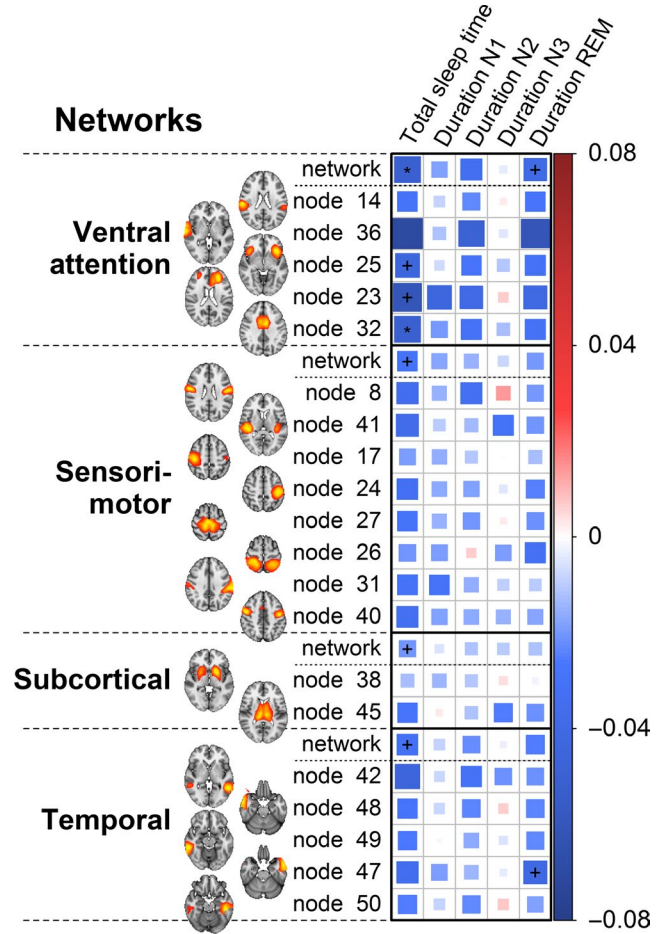 Total sleep time
Duration N1
Duration N2
Duration N3
Duration REM
Networks
Ventral attention
network * +
node 14
node 36
node 25 +
node 23 +
node 32 *
Sensori-motor
network +
node 8
node 41
node 17
node 24
node 27
node 26
node 31
node 40
Subcortical
network +
node 38
node 45
Temporal
network +
node 42
node 48
node 49
node 47 +
node 50
0.08
0.04
0
−0.04
−0.08